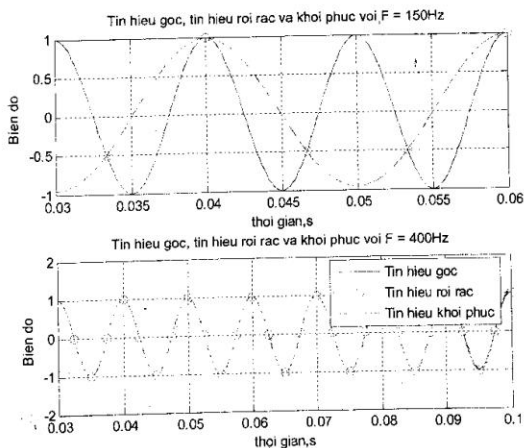 Tin hieu goc, tin hieu roi rac va khoi phuc voi F = 150Hz
Bien do
1
0.5
0
-0.5
-1
0.03 0.035 0.04 0.045 0.05 0.055 0.06
thoi gian,s
Tin hieu goc, tin hieu roi rac va khoi phuc voi F = 400Hz
Bien do
2
1
0
-1
-2
Tin hieu goc
Tin hieu roi rac
Tin hieu khoi phuc
0.03 0.04 0.05 0.06 0.07 0.08 0.09 0.1
thoi gian,s